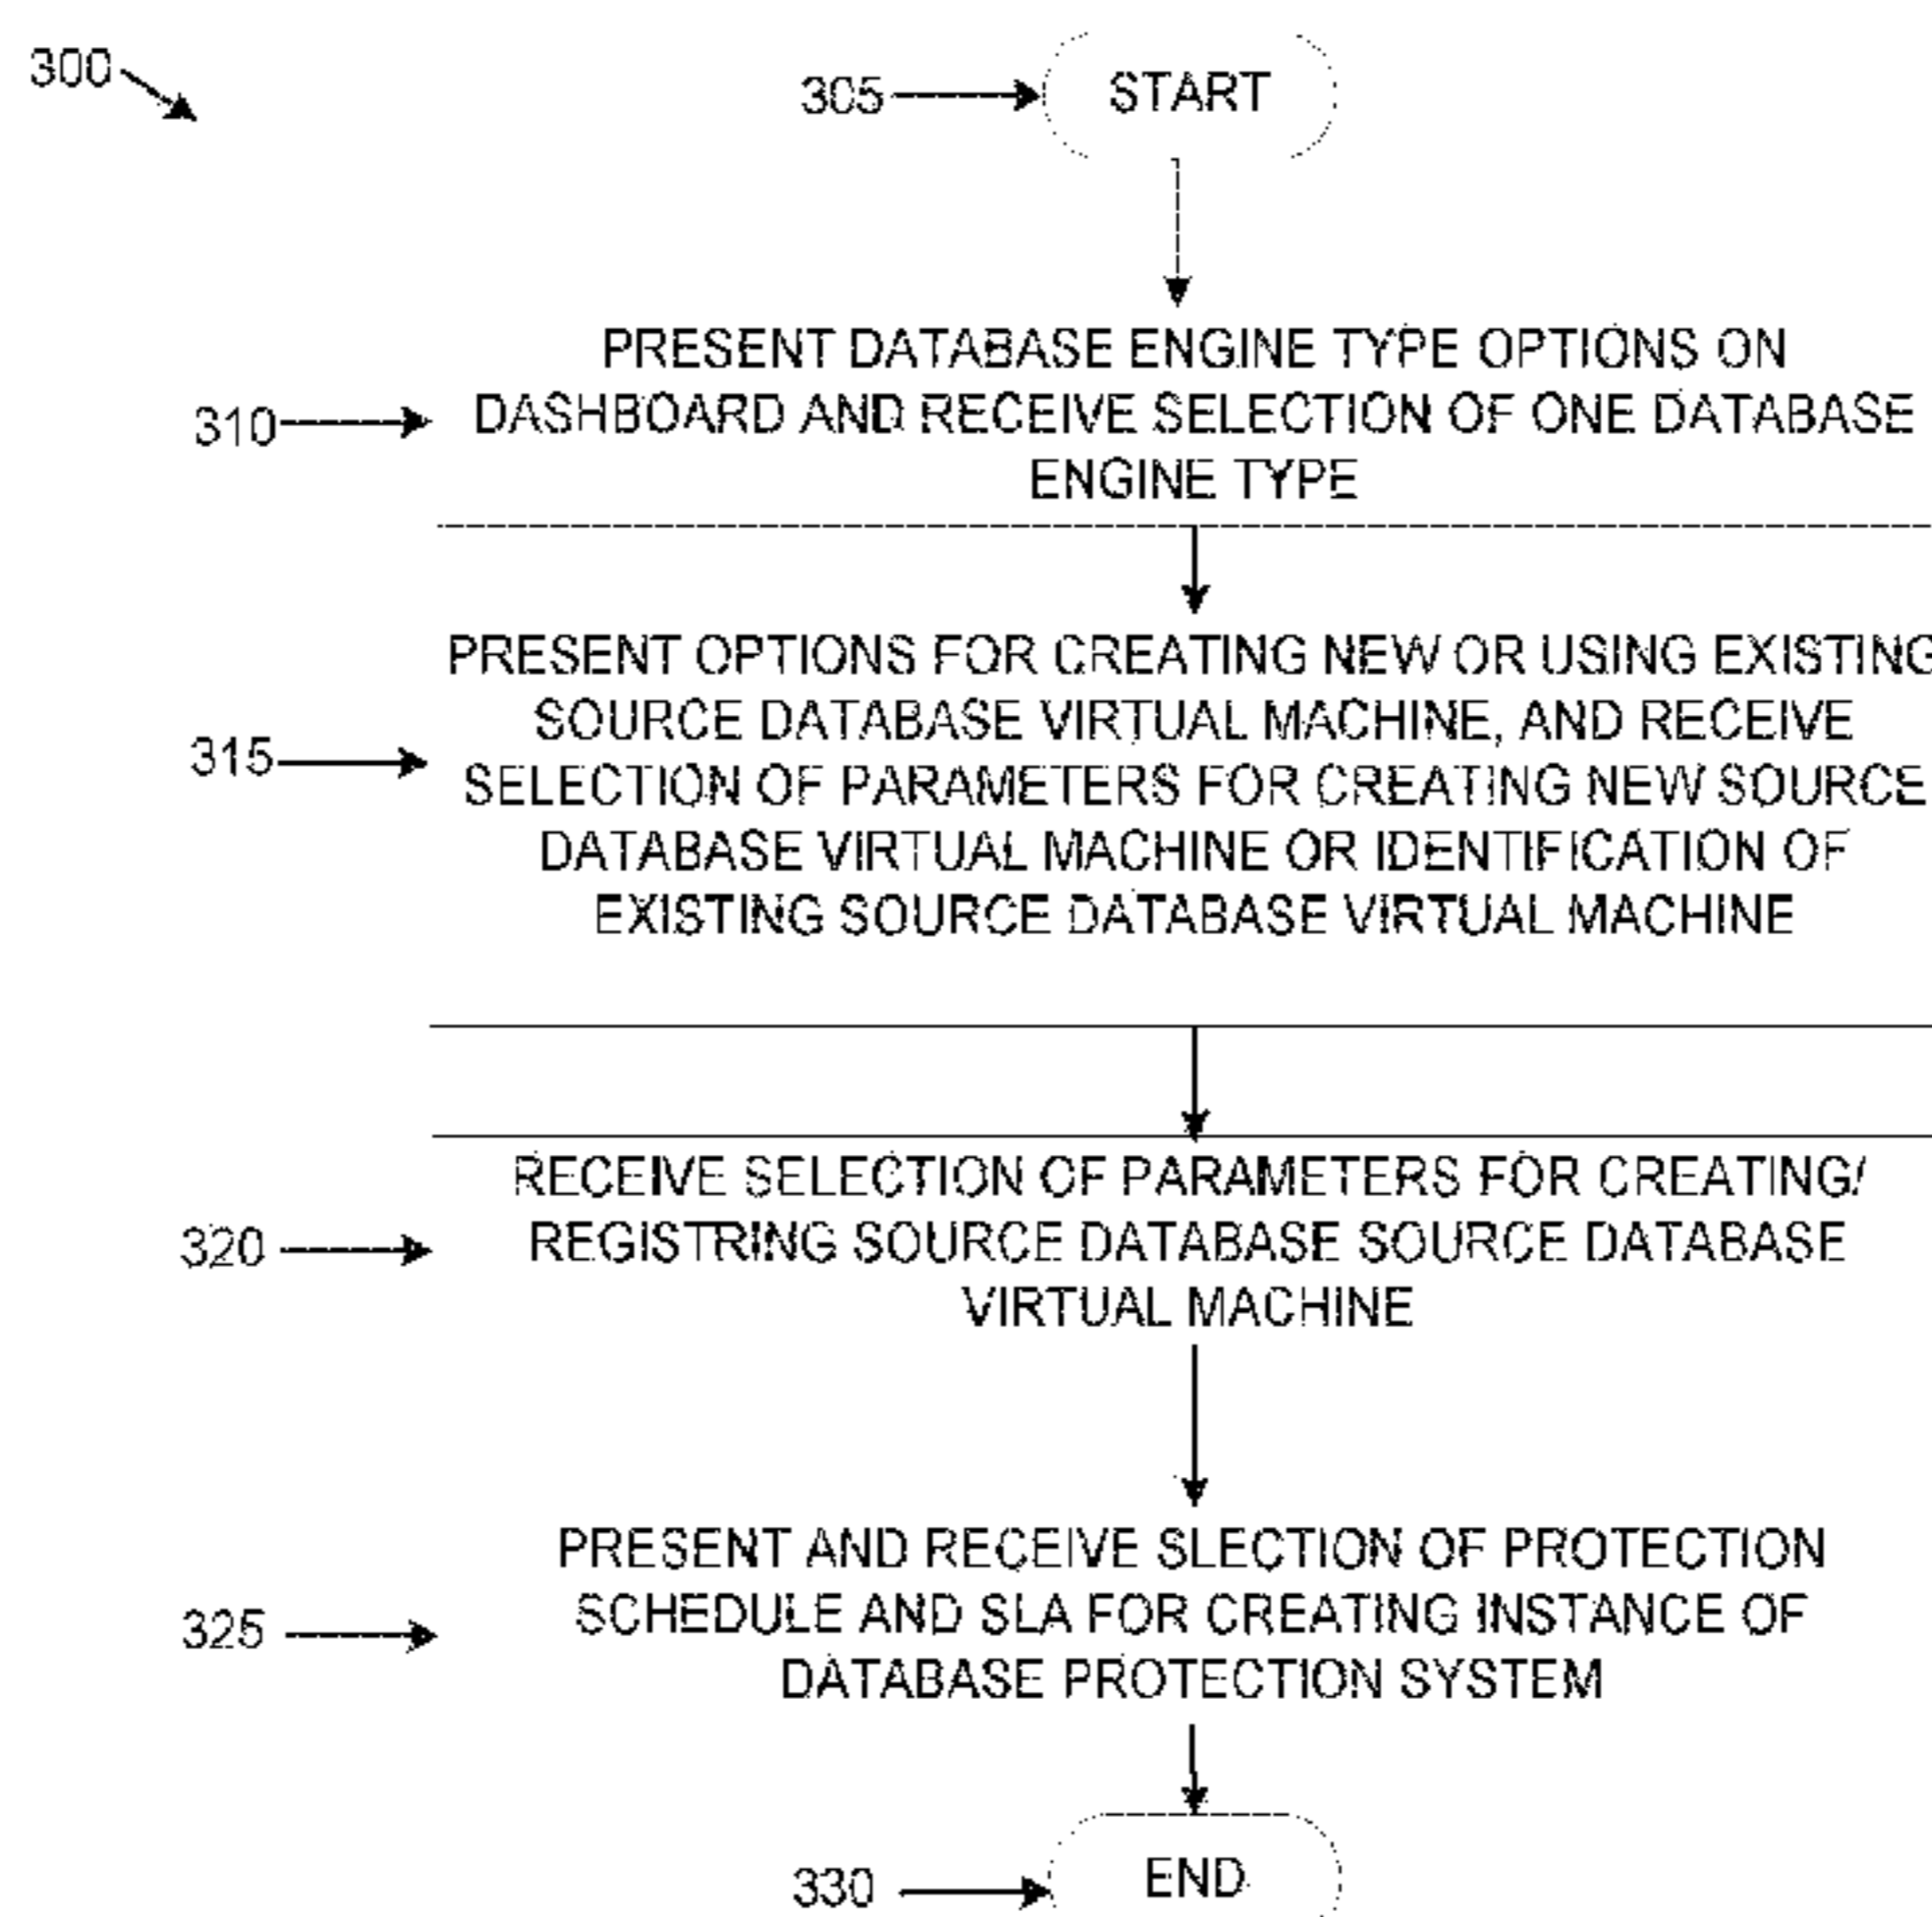 300
305
START
PRESENT DATABASE ENGINE TYPE OPTIONS ON
310
DASHBOARD AND RECEIVE SELECTION OF ONE DATABASE
ENGINE TYPE
PRESENT OPTIONS FOR CREATING NEW OR USING EXISTING
SOURCE DATABASE VIRTUAL MACHINE, AND RECEIVE
315
SELECTION OF PARAMETERS FOR CREATING NEW SOURCE
DATABASE VIRTUAL MACHINE OR IDENTIFICATION OF
EXISTING SOURCE DATABASE VIRTUAL MACHINE
RECEIVE SELECTION OF PARAMETERS FOR CREATING/
320
REGISTRING SOURCE DATABASE SOURCE DATABASE
VIRTUAL MACHINE
PRESENT AND RECEIVE SLECTION OF PROTECTION
325
SCHEDULE AND SLA FOR CREATING INSTANCE OF
DATABASE PROTECTION SYSTEM
330
END